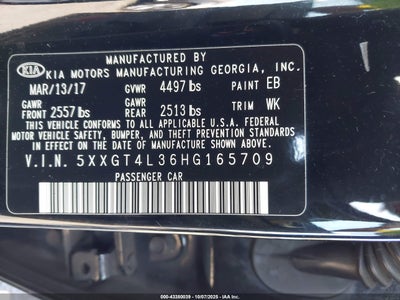 MANUFACTURED BY
KIA KIA MOTORS MANUFACTURING GEORGIA, INC.
MAR/13/17 GVWR 4497 lbs PAINT EB
GAWR FRONT 2557 lbs GAWR REAR 2513 lbs TRIM WK
THIS VEHICLE CONFORMS TO ALL APPLICABLE U.S.A. FEDERAL
MOTOR VEHICLE SAFETY, BUMPER, AND THEFT PREVENTION STANDARDS
IN EFFECT ON THE DATE OF MANUFACTURE SHOWN ABOVE.
V.I.N. 5XXGT4L36HG165709
PASSENGER CAR
000-43380039 - 10/07/2025 - IAAI.COM